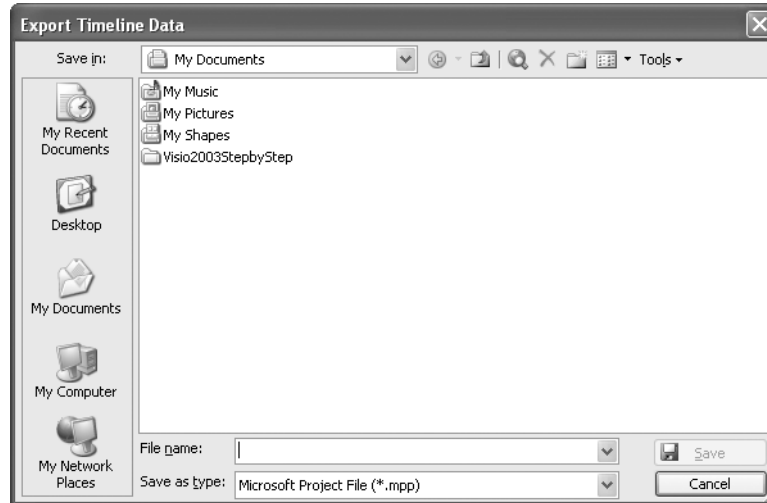 Export Timeline Data
Save in:
My Documents
Tools
My Recent
Documents
Desktop
My Documents
My Computer
My Network
Places
My Music
My Pictures
My Shapes
Visio2003StepbyStep
File name:
Save
Save as type:
Microsoft Project File (*.mpp)
Cancel